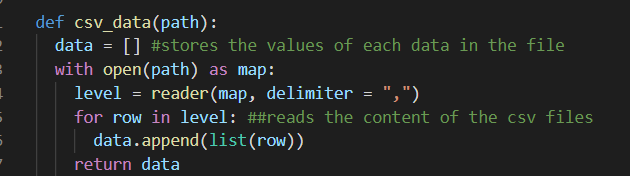 def csv_data(path):
2 data = [] #stores the values of each data in the file
with open(path) as map:
level = reader(map, delimiter = ",")
for row in level: ##reads the content of the csv files
data.append(list(row))
return data